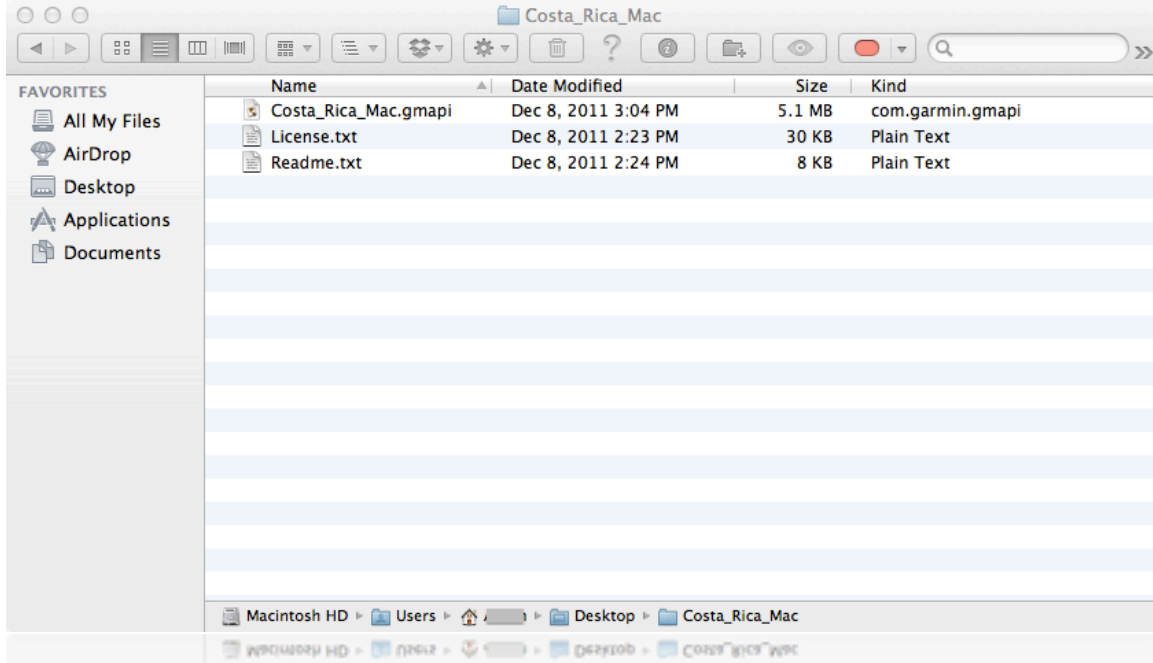 Costa_Rica_Mac
FAVORITES
All My Files
AirDrop
Desktop
Applications
Documents
Name Date Modified Size Kind
Costa_Rica_Mac.gmapi Dec 8, 2011 3:04 PM 5.1 MB com.garmin.gmapi
License.txt Dec 8, 2011 2:23 PM 30 KB Plain Text
Readme.txt Dec 8, 2011 2:24 PM 8 KB Plain Text
Macintosh HD ▸ Users ▸ ▸ Desktop ▸ Costa_Rica_Mac